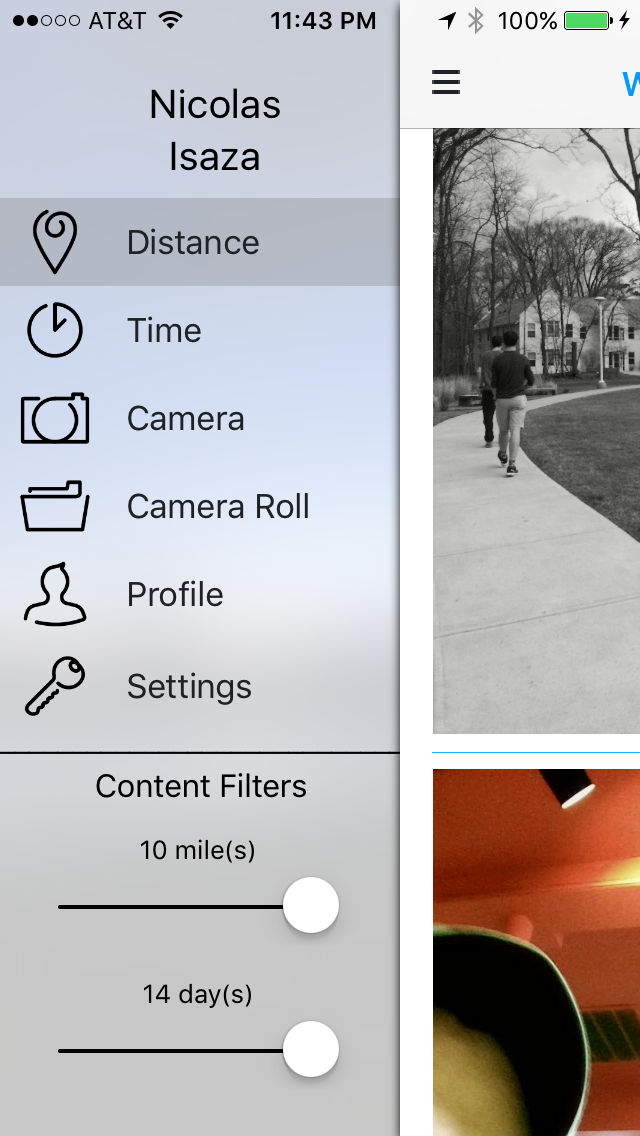 AT&T 11:43 PM 100%
W
Nicolas
Isaza
Distance
Time
Camera
Camera Roll
Profile
Settings
Content Filters
10 mile(s)
14 day(s)